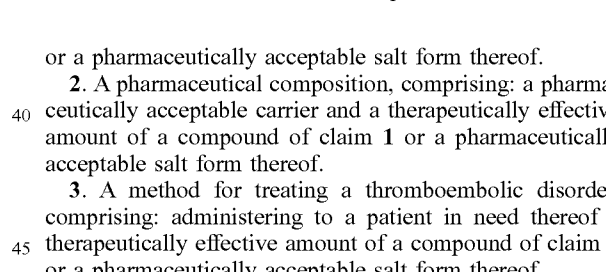 or a pharmaceutically acceptable salt form thereof.
2. A pharmaceutical composition, comprising: a pharma
40 ceutically acceptable carrier and a therapeutically effectiv
amount of a compound of claim 1 or a pharmaceuticall
acceptable salt form thereof.
3. A method for treating a thromboembolic disorde
comprising: administering to a patient in need thereof
45 therapeutically effective amount of a compound of claim
or a pharmaceutically acceptable salt form thereof.